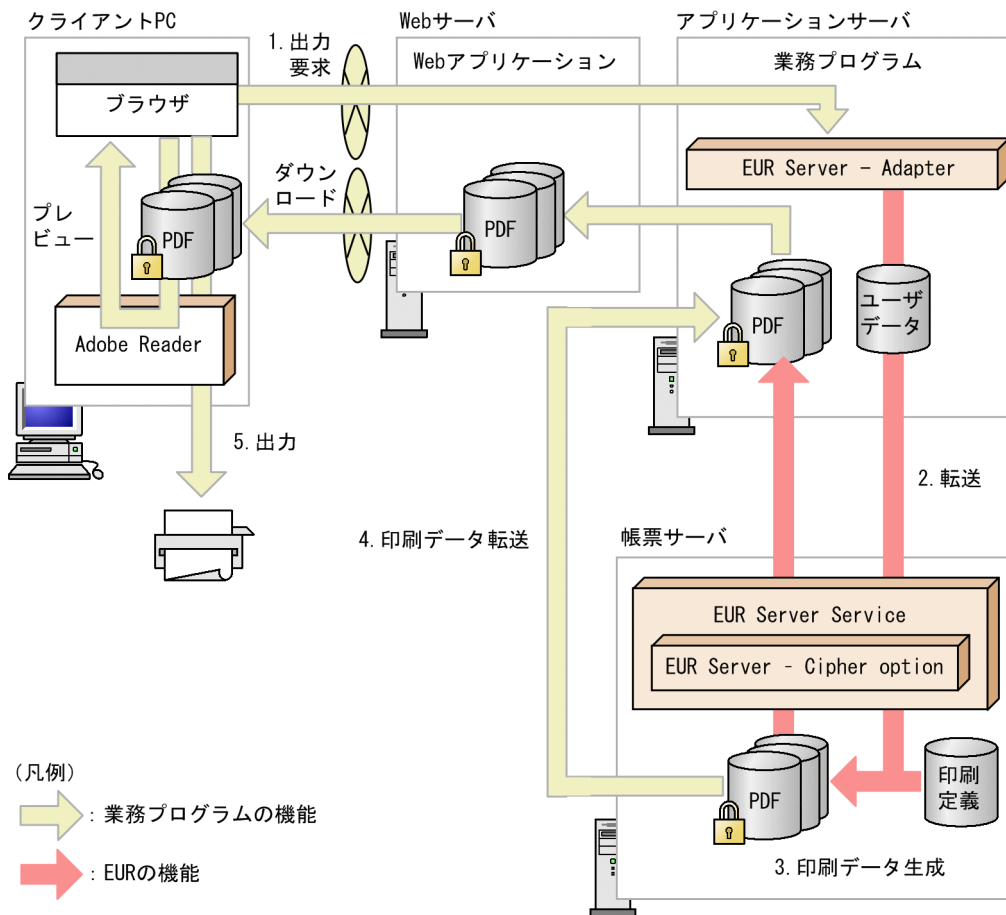 クライアントPC
Webサーバ
アプリケーションサーバ
1.出力
要求
Webアプリケーション
業務プログラム
ブラウザ
EUR Server − Adapter
ダウン
ロード
プレ
ビュー
PDF
PDF
PDF
ユーザ
データ
Adobe Reader
5.出力
2.転送
4.印刷データ転送
帳票サーバ
EUR Server Service
EUR Server - Cipher option
PDF
印刷
定義
3.印刷データ生成
(凡例)
:業務プログラムの機能
:EURの機能